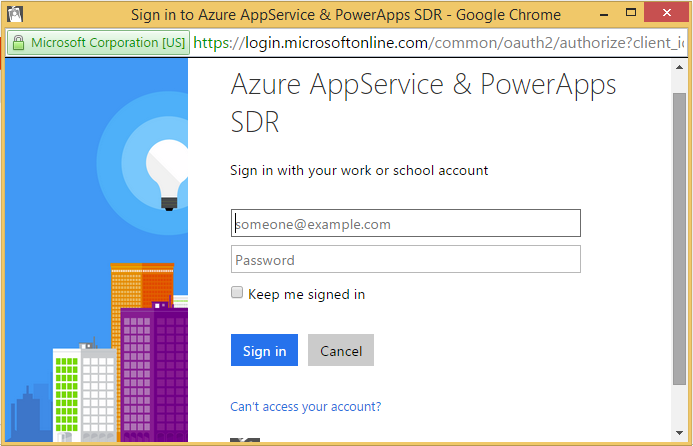 Sign in to Azure AppService & PowerApps SDR - Google Chrome
Microsoft Corporation [US] https://login.microsoftonline.com/common/oauth2/authorize?client_i
Azure AppService & PowerApps
SDR
Sign in with your work or school account
someone@example.com
Password
Keep me signed in
Sign in Cancel
Can't access your account?